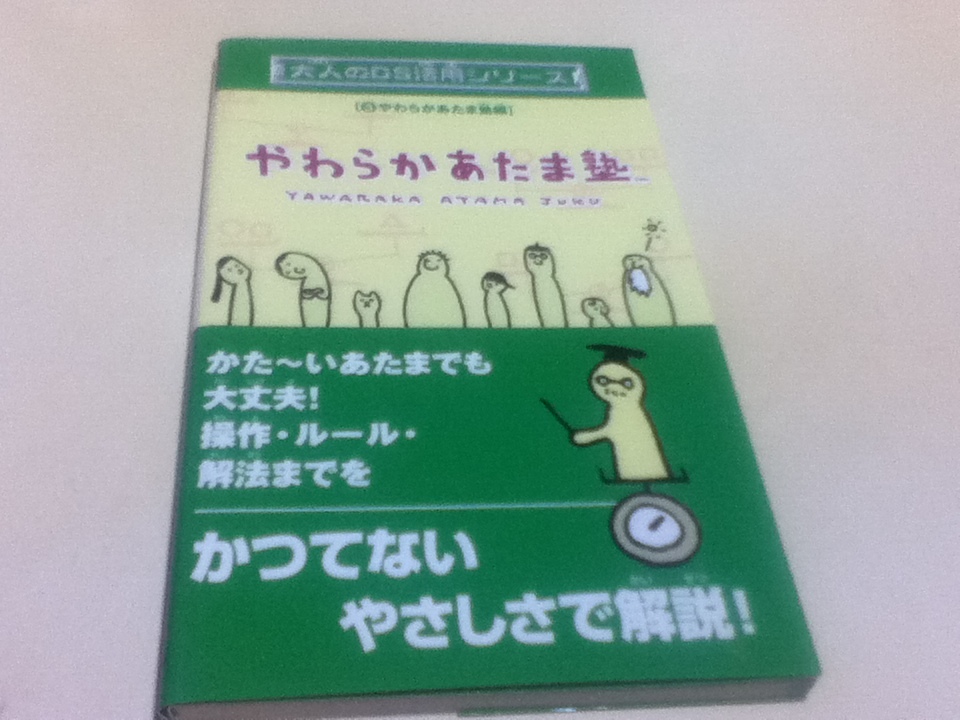 大人のDS活用シリーズ
やわらかあたま塾編
やわらかあたま塾
YAWARAKA ATAMA JUKU
かた～いあたまでも
大丈夫!
操作・ルール・
解法までを
かつてない
やさしさで解説!